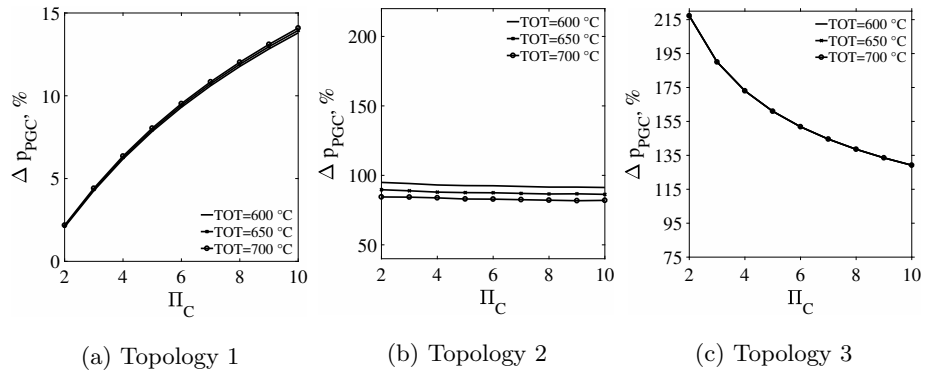 Δ p_PGC, %
15
10
5
0
2 4 6 8 10
Π_C
TOT=600 °C
TOT=650 °C
TOT=700 °C
(a) Topology 1
Δ p_PGC, %
200
150
100
50
2 4 6 8 10
Π_C
TOT=600 °C
TOT=650 °C
TOT=700 °C
(b) Topology 2
Δ p_PGC, %
215
195
175
155
135
115
95
75
2 4 6 8 10
Π_C
TOT=600 °C
TOT=650 °C
TOT=700 °C
(c) Topology 3